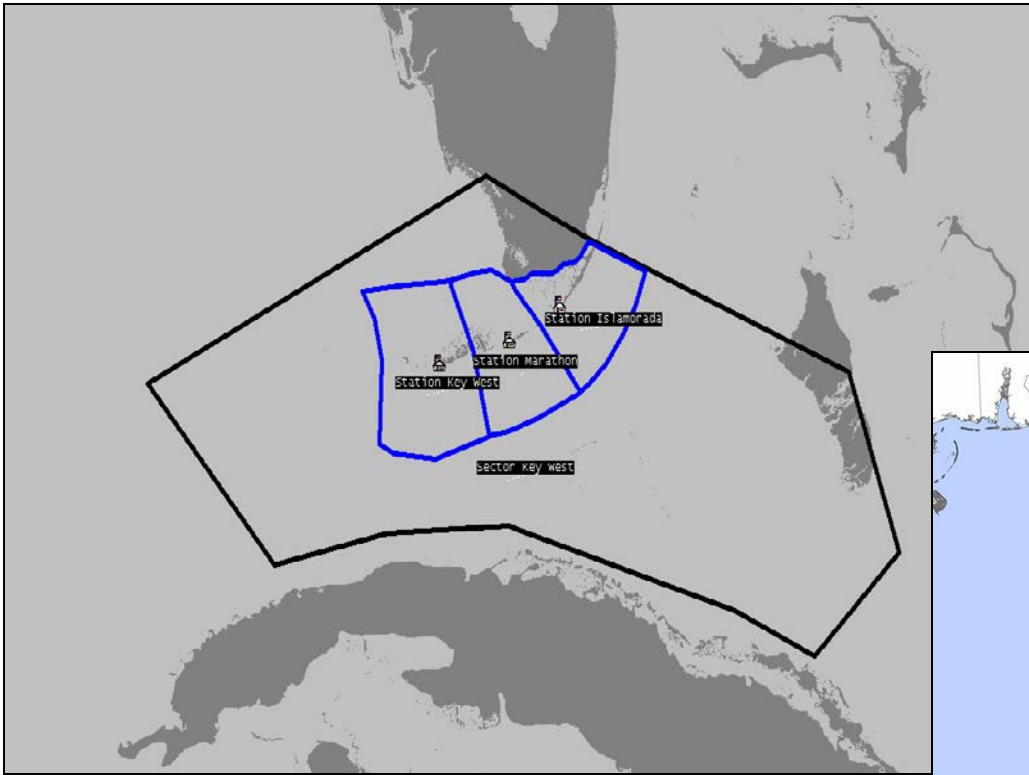 Station Islamorada
Station Marathon
Station Key West
Sector Key West